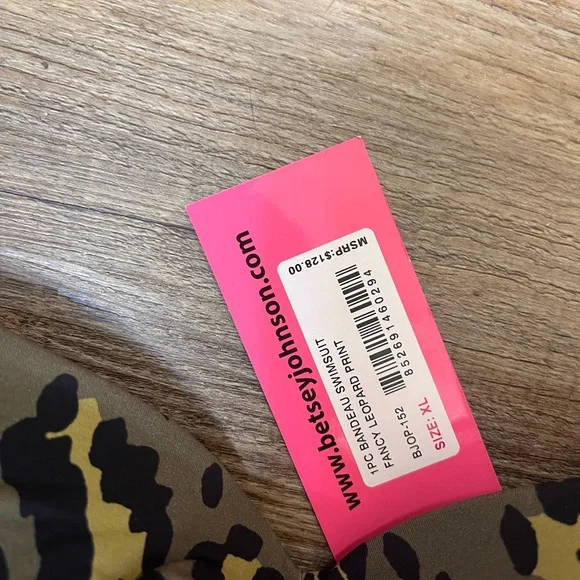 www.betseyjohnson.com
1PC BANDEAU SWIMSUIT
FANCY LEOPARD PRINT
BJOP-152
SIZE: XL
852691460294
MSRP:$128.00